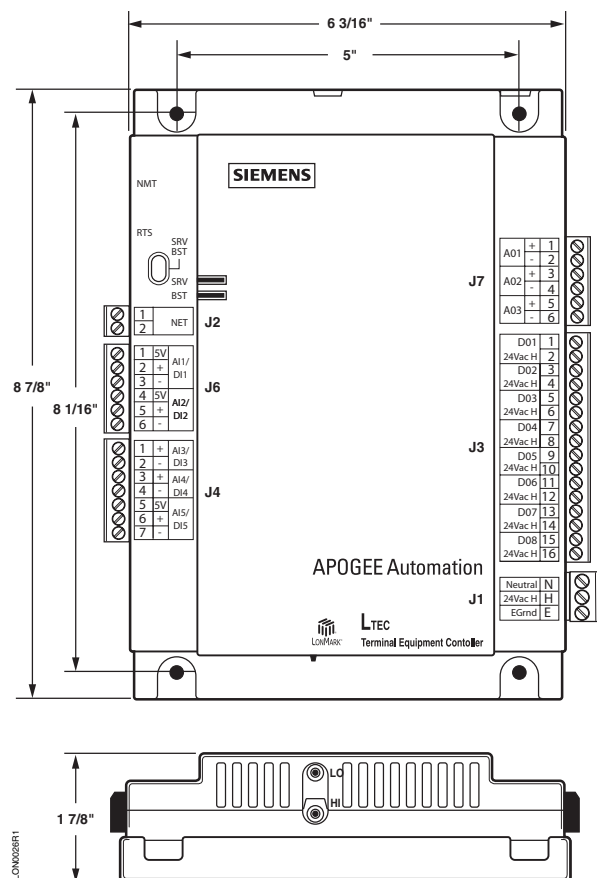 6 3/16"
5"
8 7/8"
8 1/16"
SIEMENS
NMT
RTS
SRV
BST
SRV
BST
1
2
NET
J2
1 5V
2 +
3 -
AI1/
DI1
4 5V
5 +
6 -
AI2/
DI2
J6
1 +
2 -
AI3/
DI3
3 +
4 -
AI4/
DI4
5 5V
6 +
7 -
AI5/
DI5
J4
J7
A01 + 1
- 2
A02 + 3
- 4
A03 + 5
- 6
J3
D01 1
24Vac H 2
D02 3
24Vac H 4
D03 5
24Vac H 6
D04 7
24Vac H 8
D05 9
24Vac H 10
D06 11
24Vac H 12
D07 13
24Vac H 14
D08 15
24Vac H 16
APOGEE Automation
J1
Neutral N
24Vac H H
EGrnd E
LONMARK
LTEC
Terminal Equipment Contoller
1 7/8"
LO
HI
LON0026R1